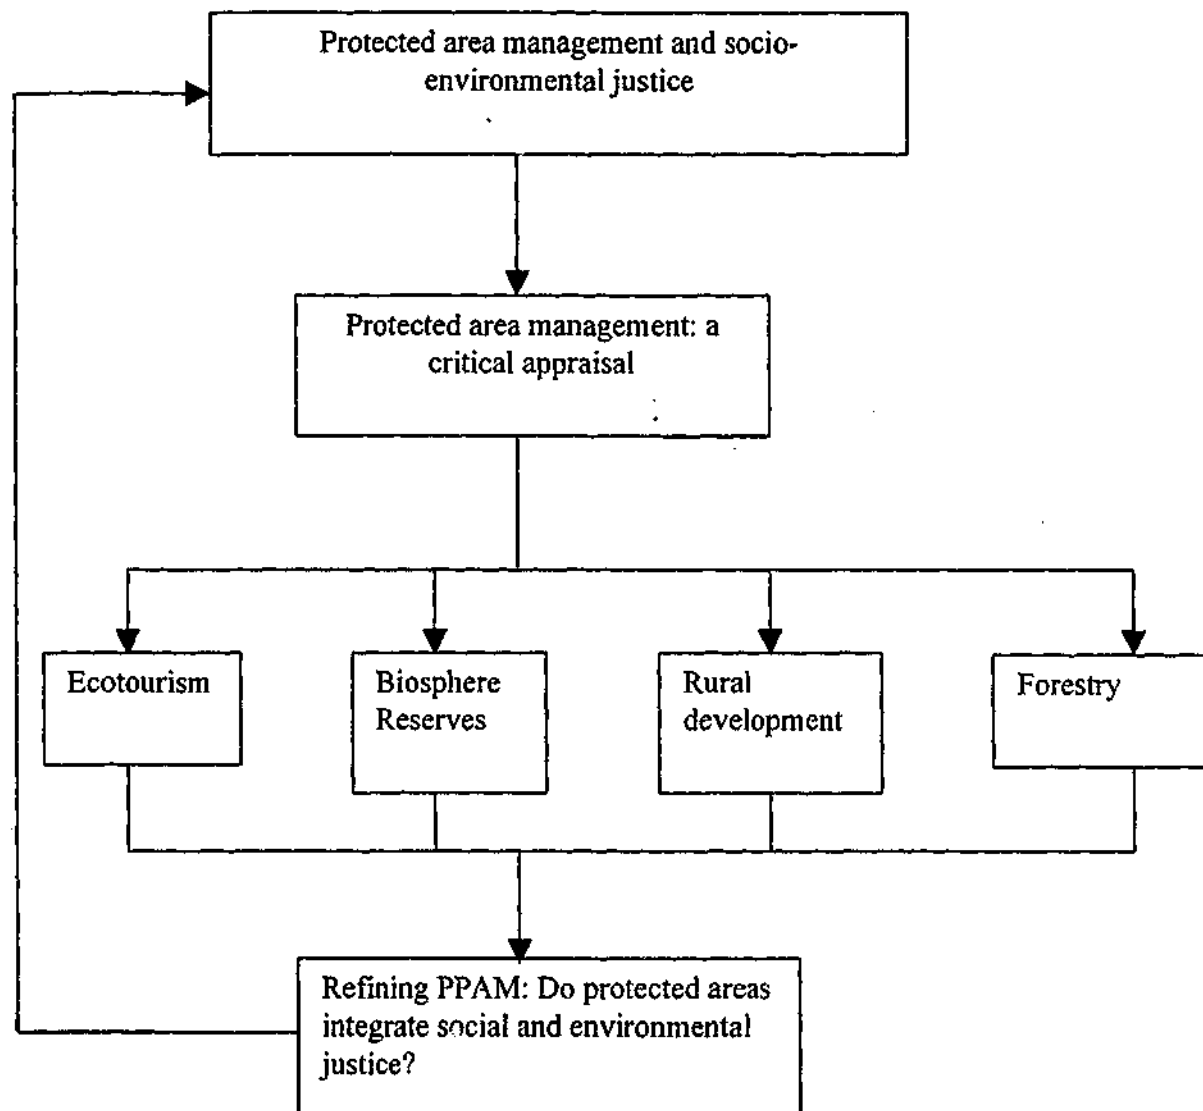 Protected area management and socio-
environmental justice
Protected area management: a
critical appraisal
Ecotourism
Biosphere
Reserves
Rural
development
Forestry
Refining PPAM: Do protected areas
integrate social and environmental
justice?